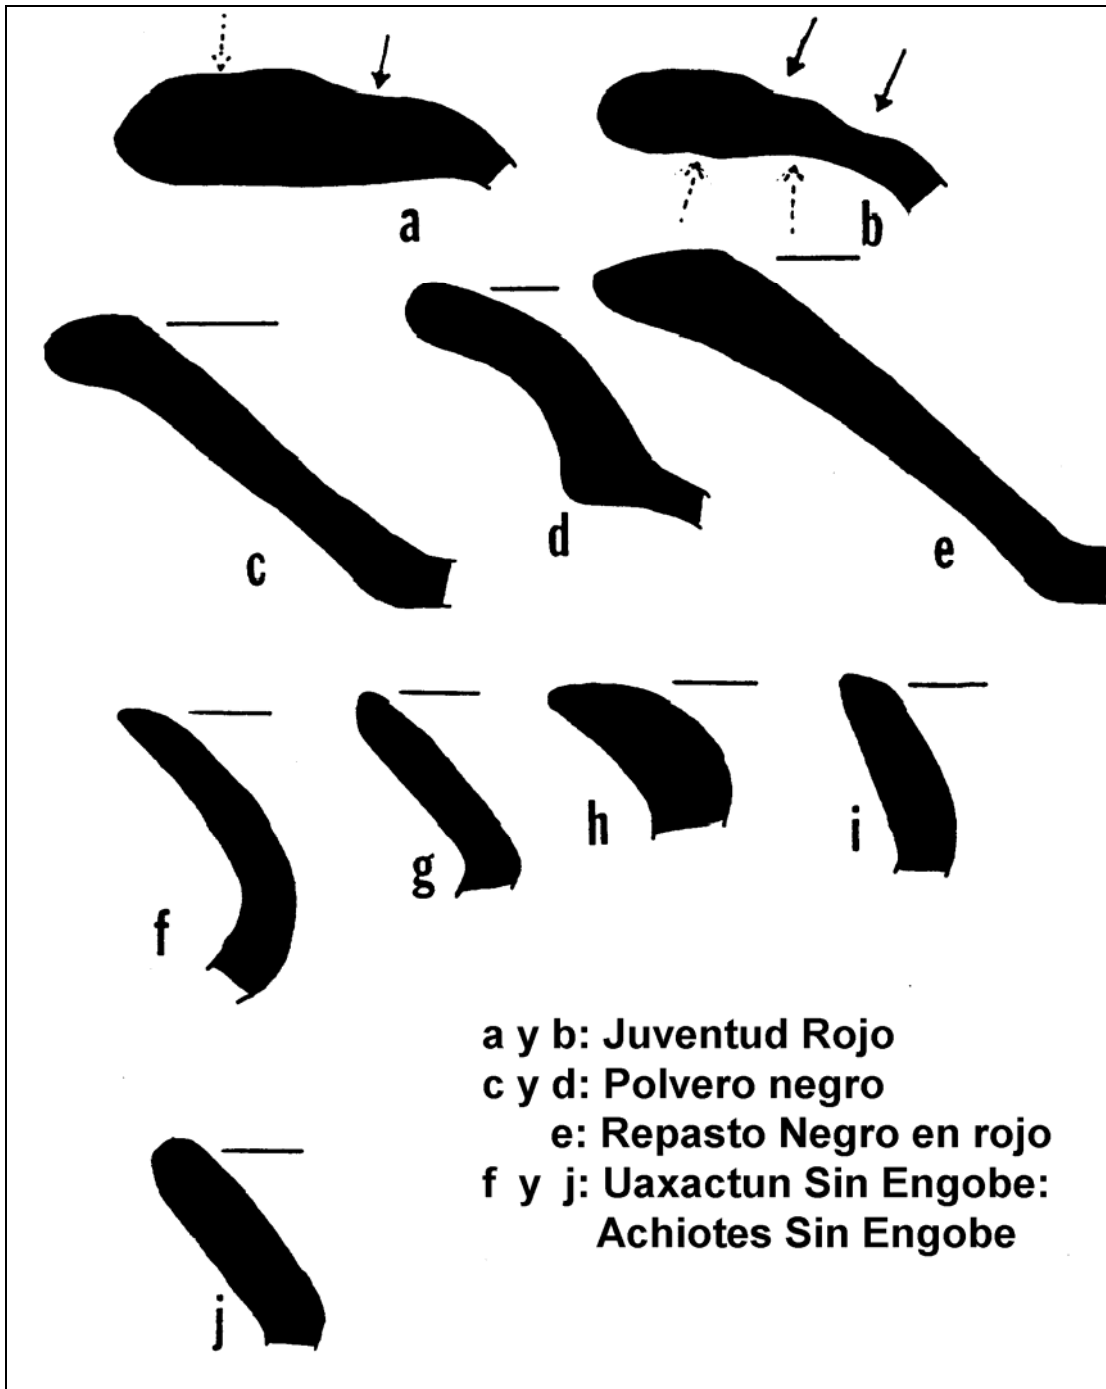 a
b
c
d
e
f
g
h
i
j
a y b: Juventud Rojo
c y d: Polvero negro
e: Repasto Negro en rojo
f y j: Uaxactun Sin Engobe:
Achiotes Sin Engobe